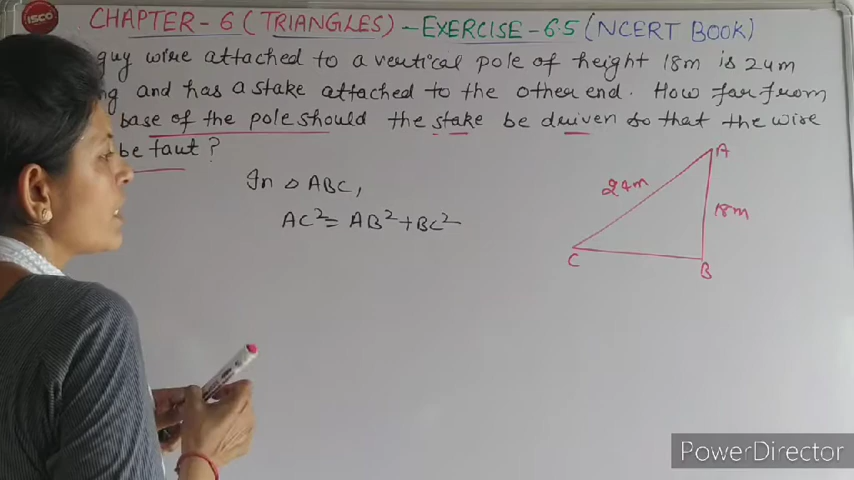 ISCO
CHAPTER - 6 (TRIANGLES) - EXERCISE - 6.5 (NCERT BOOK)
guy wire attached to a vertical pole of height 18m is 24m
and has a stake attached to the other end. How far from
base of the pole should the stake be driven so that the wire
be taut?
In △ ABC,
AC²= AB²+BC²
A
24m
18m
C
B
PowerDirector